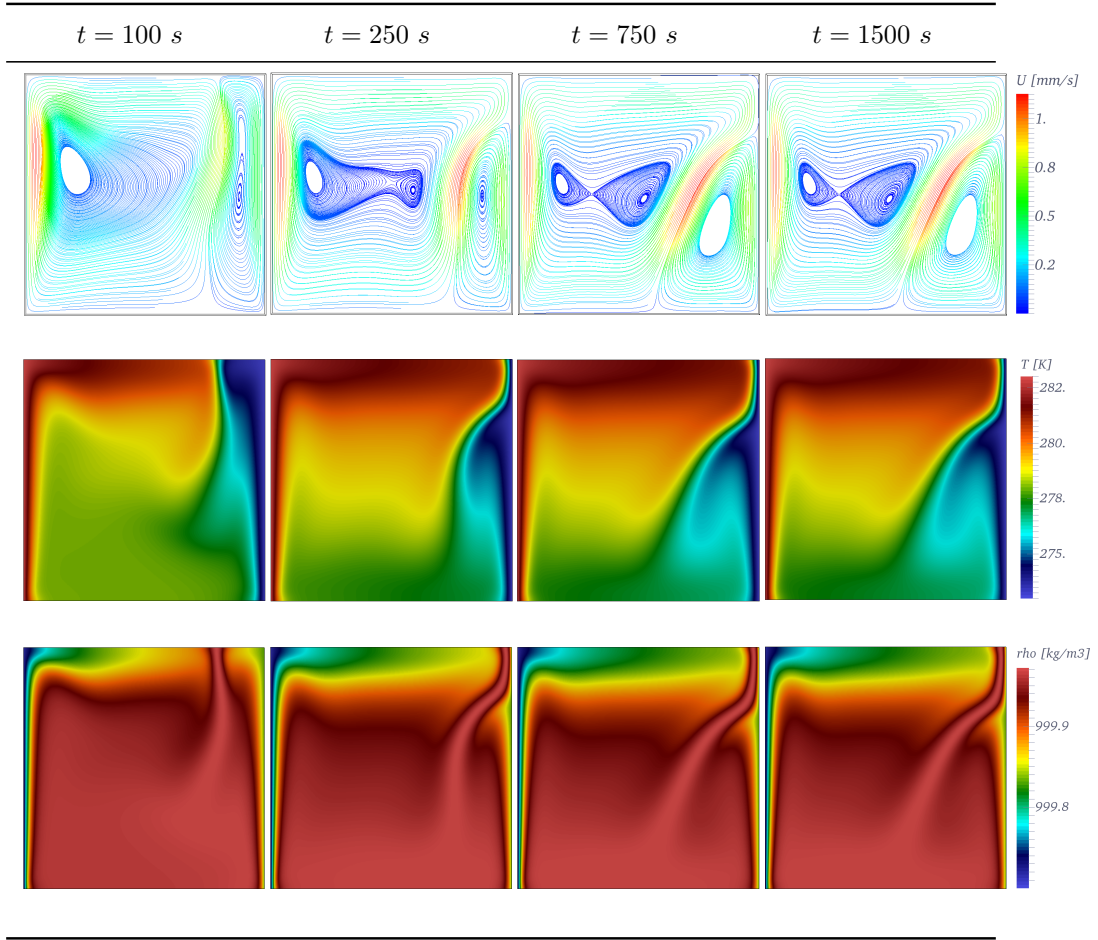 t = 100 s t = 250 s t = 750 s t = 1500 s
U [mm/s]
1.
0.8
0.5
0.2
T [K]
282.
280.
278.
275.
rho [kg/m3]
999.9
999.8